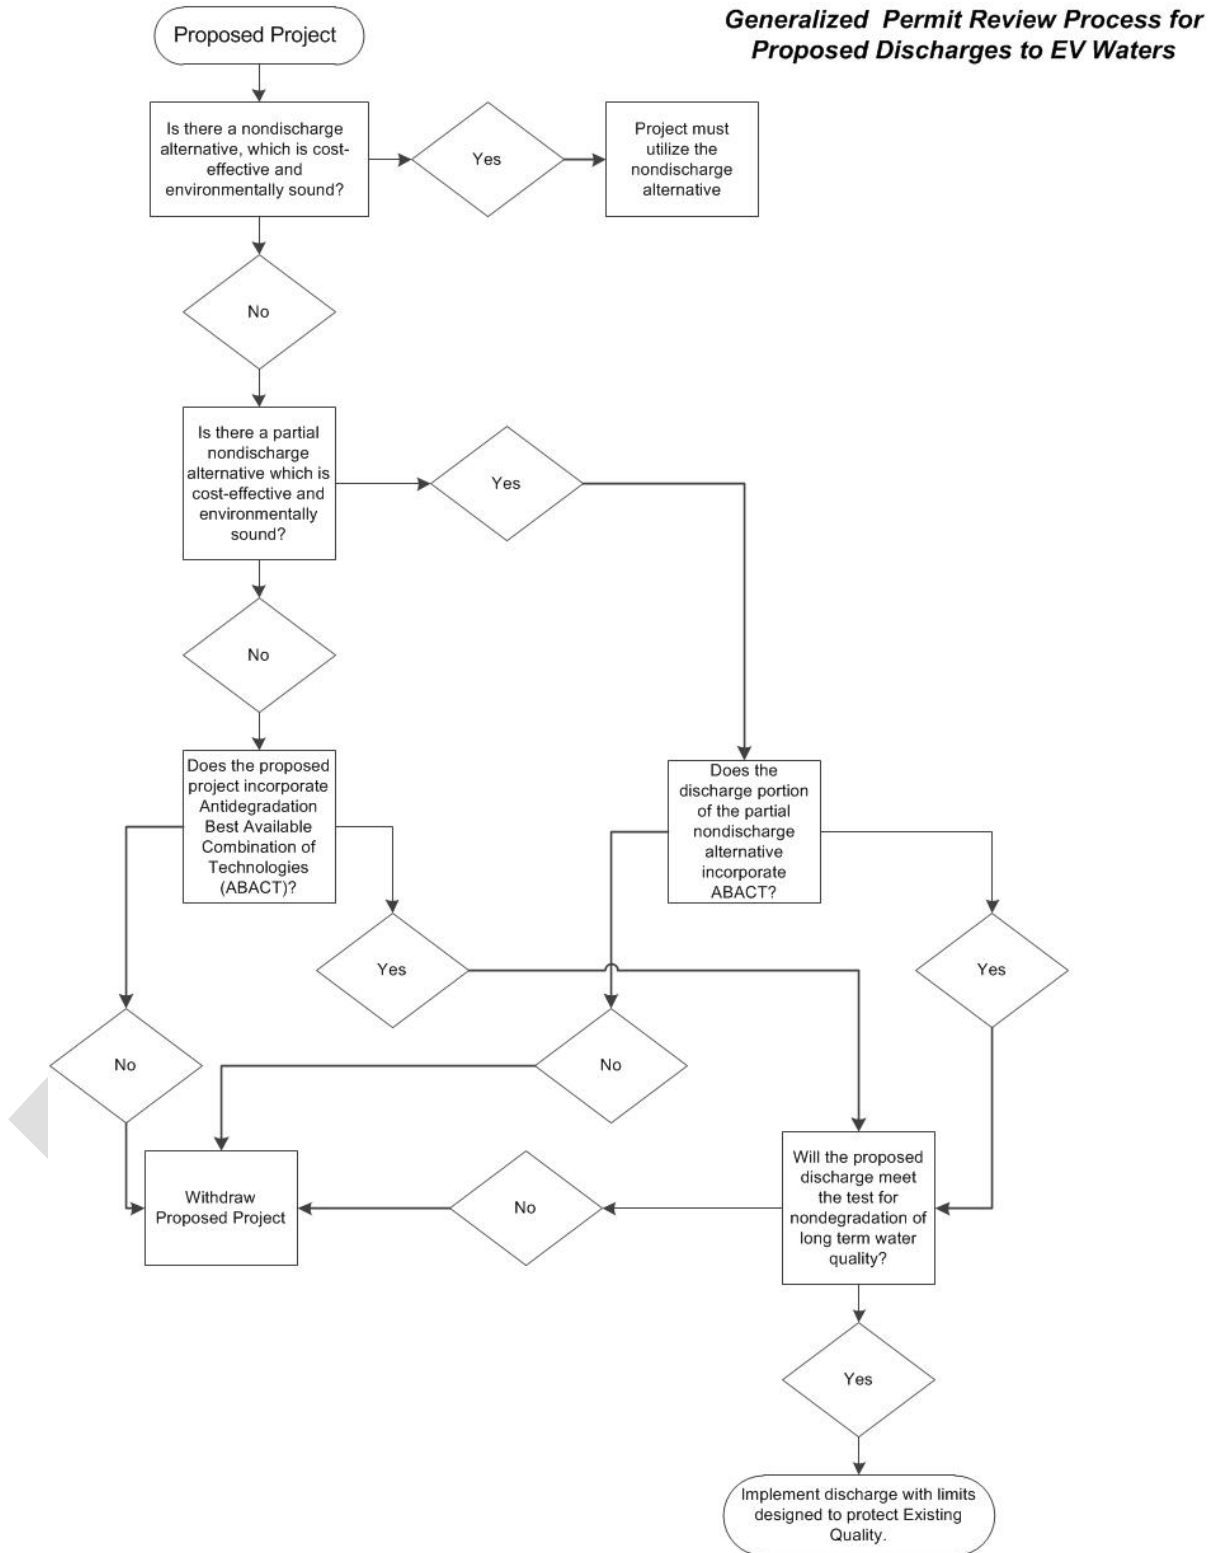 Generalized Permit Review Process for
Proposed Discharges to EV Waters
Proposed Project
Is there a nondischarge
alternative, which is cost-
effective and
environmentally sound?
Yes
Project must
utilize the
nondischarge
alternative
No
Is there a partial
nondischarge
alternative which is
cost-effective and
environmentally
sound?
Yes
No
Does the proposed
project incorporate
Antidegradation
Best Available
Combination of
Technologies
(ABACT)?
Does the
discharge portion
of the partial
nondischarge
alternative
incorporate
ABACT?
Yes
Yes
No
No
Withdraw
Proposed Project
No
Will the proposed
discharge meet
the test for
nondegradation of
long term water
quality?
Yes
Implement discharge with limits
designed to protect Existing
Quality.